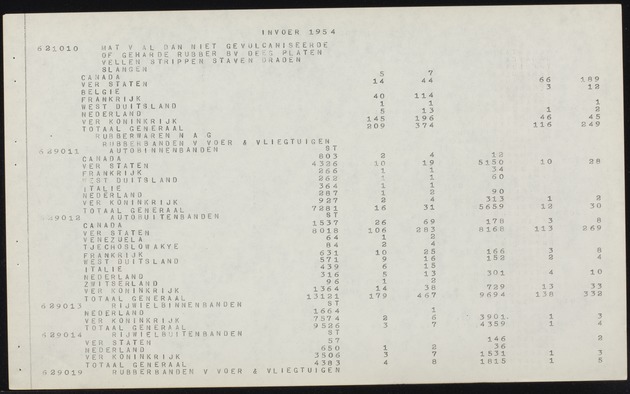 INVOER 1954
621010 MAT V AL DAN NIET GEVULCANISEERDE
OF GEHARDE RUBBER BV DEEG PLATEN
VELLEN STRIPPEN STAVEN DRADEN
SLANGEN
CANADA 5 7
VER STATEN 14 44 66 189
BELGIE 3 12
FRANKRIJK 40 114
WEST DUITSLAND 1 1 1
NEDERLAND 5 13 1 2
VER KONINKRIJK 145 196 46 45
TOTAAL GENERAAL 209 374 116 249
RUBBERWAREN N A G
RUBBERBANDEN V VOER & VLIEGTUIGEN
629011 AUTOBINNENBANDEN ST
CANADA 803 2 4 12
VER STATEN 4326 10 19 5150 10 28
FRANKRIJK 266 1 1 34
WEST DUITSLAND 262 1 1 60
ITALIE 364 1 1
NEDERLAND 287 1 2 90
VER KONINKRIJK 927 2 4 313 1 2
TOTAAL GENERAAL 7281 16 31 5659 12 30
629012 AUTOBUITENBANDEN ST
CANADA 1537 26 69 178 3 8
VER STATEN 8018 106 283 8168 113 269
VENEZUELA 64 1 2
TJECHOSLOWAKYE 84 2 4
FRANKRIJK 631 10 25 166 3 8
WEST DUITSLAND 571 9 16 152 2 4
ITALIE 439 6 15
NEDERLAND 316 5 13 301 4 10
ZWITSERLAND 96 1 2
VER KONINKRIJK 1364 14 38 729 13 33
TOTAAL GENERAAL 13121 179 467 9694 138 332
629013 RIJWIELBINNENBANDEN ST
NEDERLAND 1664 1
VER KONINKRIJK 7574 2 6 3901 1 3
TOTAAL GENERAAL 9526 3 7 4359 1 4
629014 RIJWIELBUITENBANDEN ST
VER STATEN 57 146 2
NEDERLAND 650 1 2 36
VER KONINKRIJK 3506 3 7 1531 1 3
TOTAAL GENERAAL 4383 4 8 1815 1 5
629019 RUBBERBANDEN V VOER & VLIEGTUIGEN